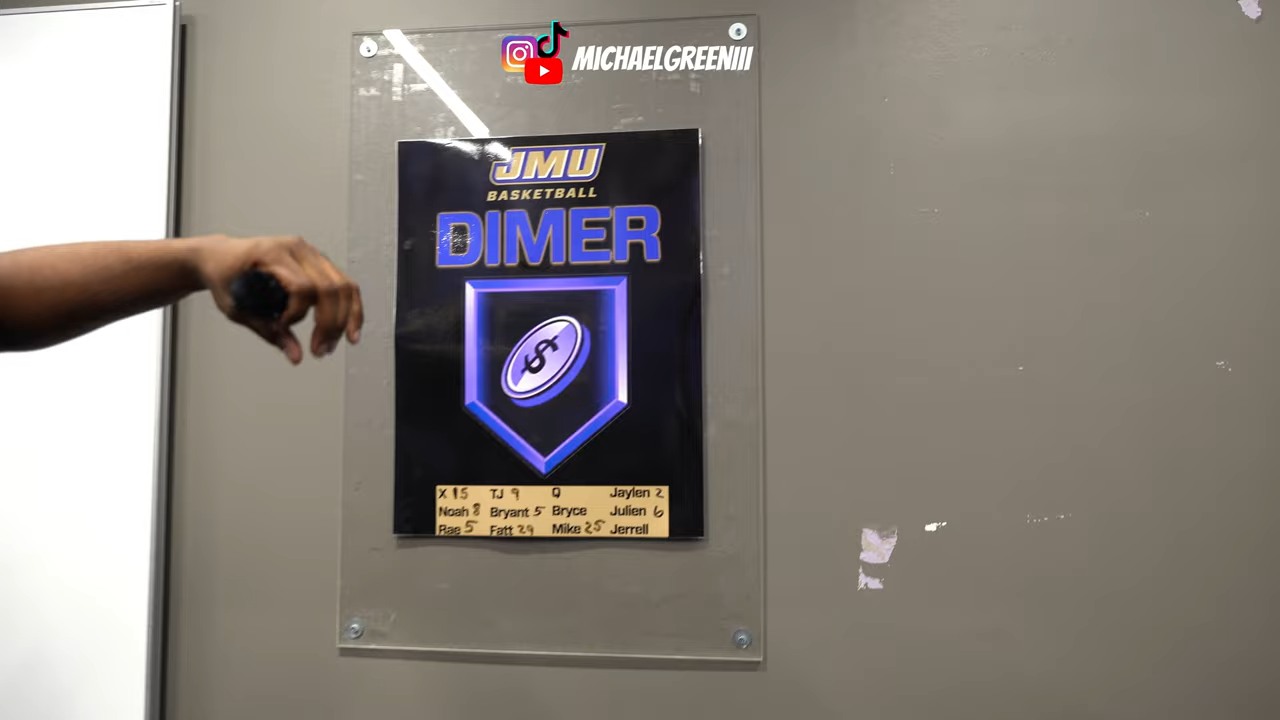 MICHAELGREENIII
JMU
BASKETBALL
DIMER
$
X 15 TJ 9 Q Jaylen 2
Noah 8 Bryant 5 Bryce Julien 6
Rae 5 Fatt 29 Mike 25 Jerrell